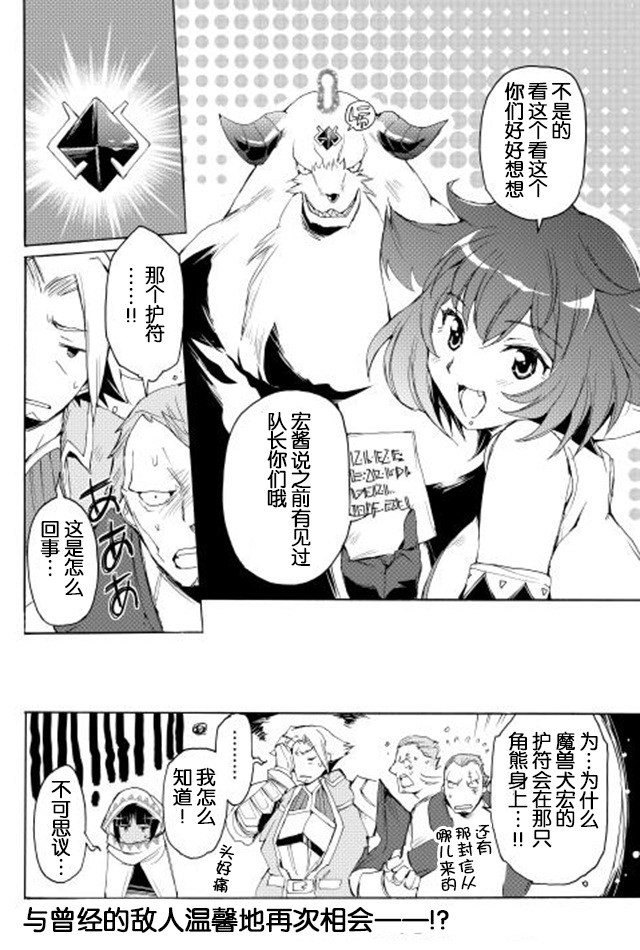 不是的
看这个看这个
你们好好想想
那个护符
……!!
宏酱说之前有见过
队长你们哦
ああああ
这是怎么
回事…
为…为什么
魔兽犬宏的
护符会在那只
角熊身上…!!
还有
那封信从
哪儿来的
我怎么
知道!
头好痛
…
不可思议…
与曾经的敌人温馨地再次相会——!?